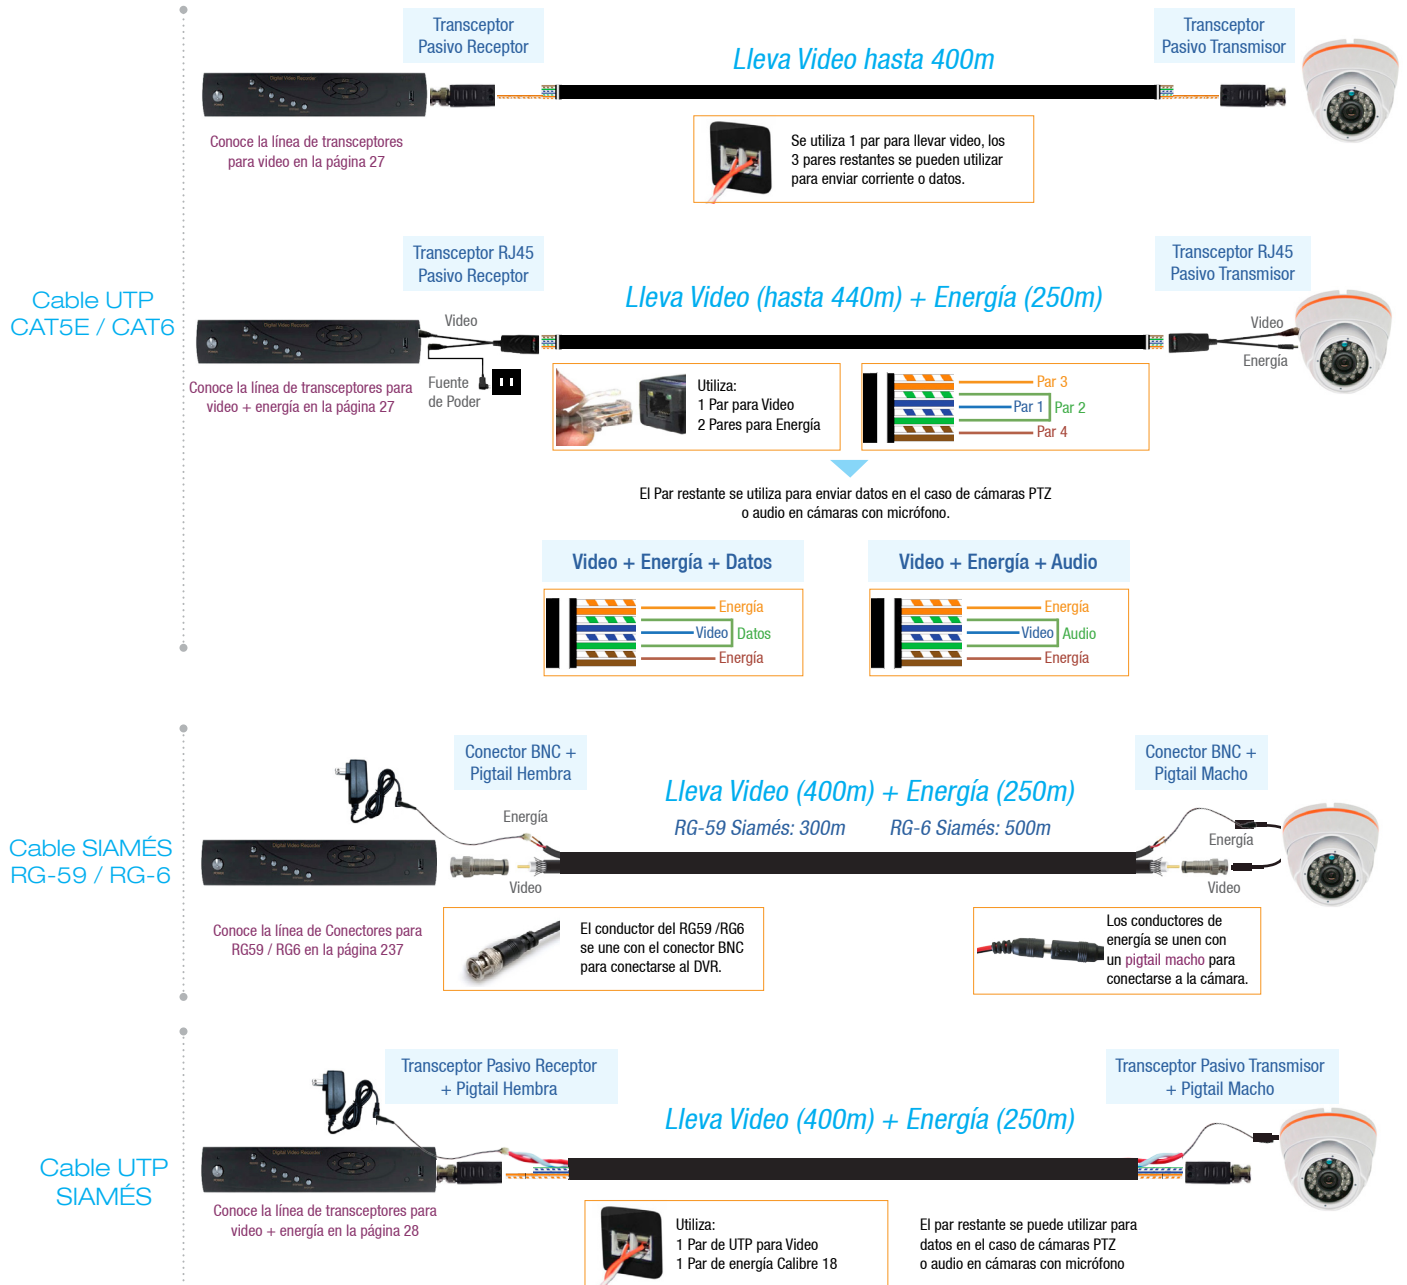 Transceptor
Pasivo Receptor
Transceptor
Pasivo Transmisor
Lleva Video hasta 400m
Digital Video Recorder
Conoce la línea de transceptores
para video en la página 27
Se utiliza 1 par para llevar video, los
3 pares restantes se pueden utilizar
para enviar corriente o datos.
Cable UTP
CAT5E / CAT6
Transceptor RJ45
Pasivo Receptor
Transceptor RJ45
Pasivo Transmisor
Lleva Video (hasta 440m) + Energía (250m)
Video
Digital Video Recorder
Video
Energía
Fuente
de Poder
Conoce la línea de transceptores para
video + energía en la página 27
Utiliza:
1 Par para Video
2 Pares para Energía
Par 3
Par 1
Par 2
Par 4
El Par restante se utiliza para enviar datos en el caso de cámaras PTZ
o audio en cámaras con micrófono.
Video + Energía + Datos
Energía
Video
Datos
Energía
Video + Energía + Audio
Energía
Video
Audio
Energía
Cable SIAMÉS
RG-59 / RG-6
Conector BNC +
Pigtail Hembra
Conector BNC +
Pigtail Macho
Lleva Video (400m) + Energía (250m)
RG-59 Siamés: 300m
RG-6 Siamés: 500m
Energía
Digital Video Recorder
Video
Energía
Video
Conoce la línea de Conectores para
RG59 / RG6 en la página 237
El conductor del RG59 /RG6
se une con el conector BNC
para conectarse al DVR.
Los conductores de
energía se unen con
un pigtail macho para
conectarse a la cámara.
Cable UTP
SIAMÉS
Transceptor Pasivo Receptor
+ Pigtail Hembra
Transceptor Pasivo Transmisor
+ Pigtail Macho
Lleva Video (400m) + Energía (250m)
Digital Video Recorder
Conoce la línea de transceptores para
video + energía en la página 28
Utiliza:
1 Par de UTP para Video
1 Par de energía Calibre 18
El par restante se puede utilizar para
datos en el caso de cámaras PTZ
o audio en cámaras con micrófono